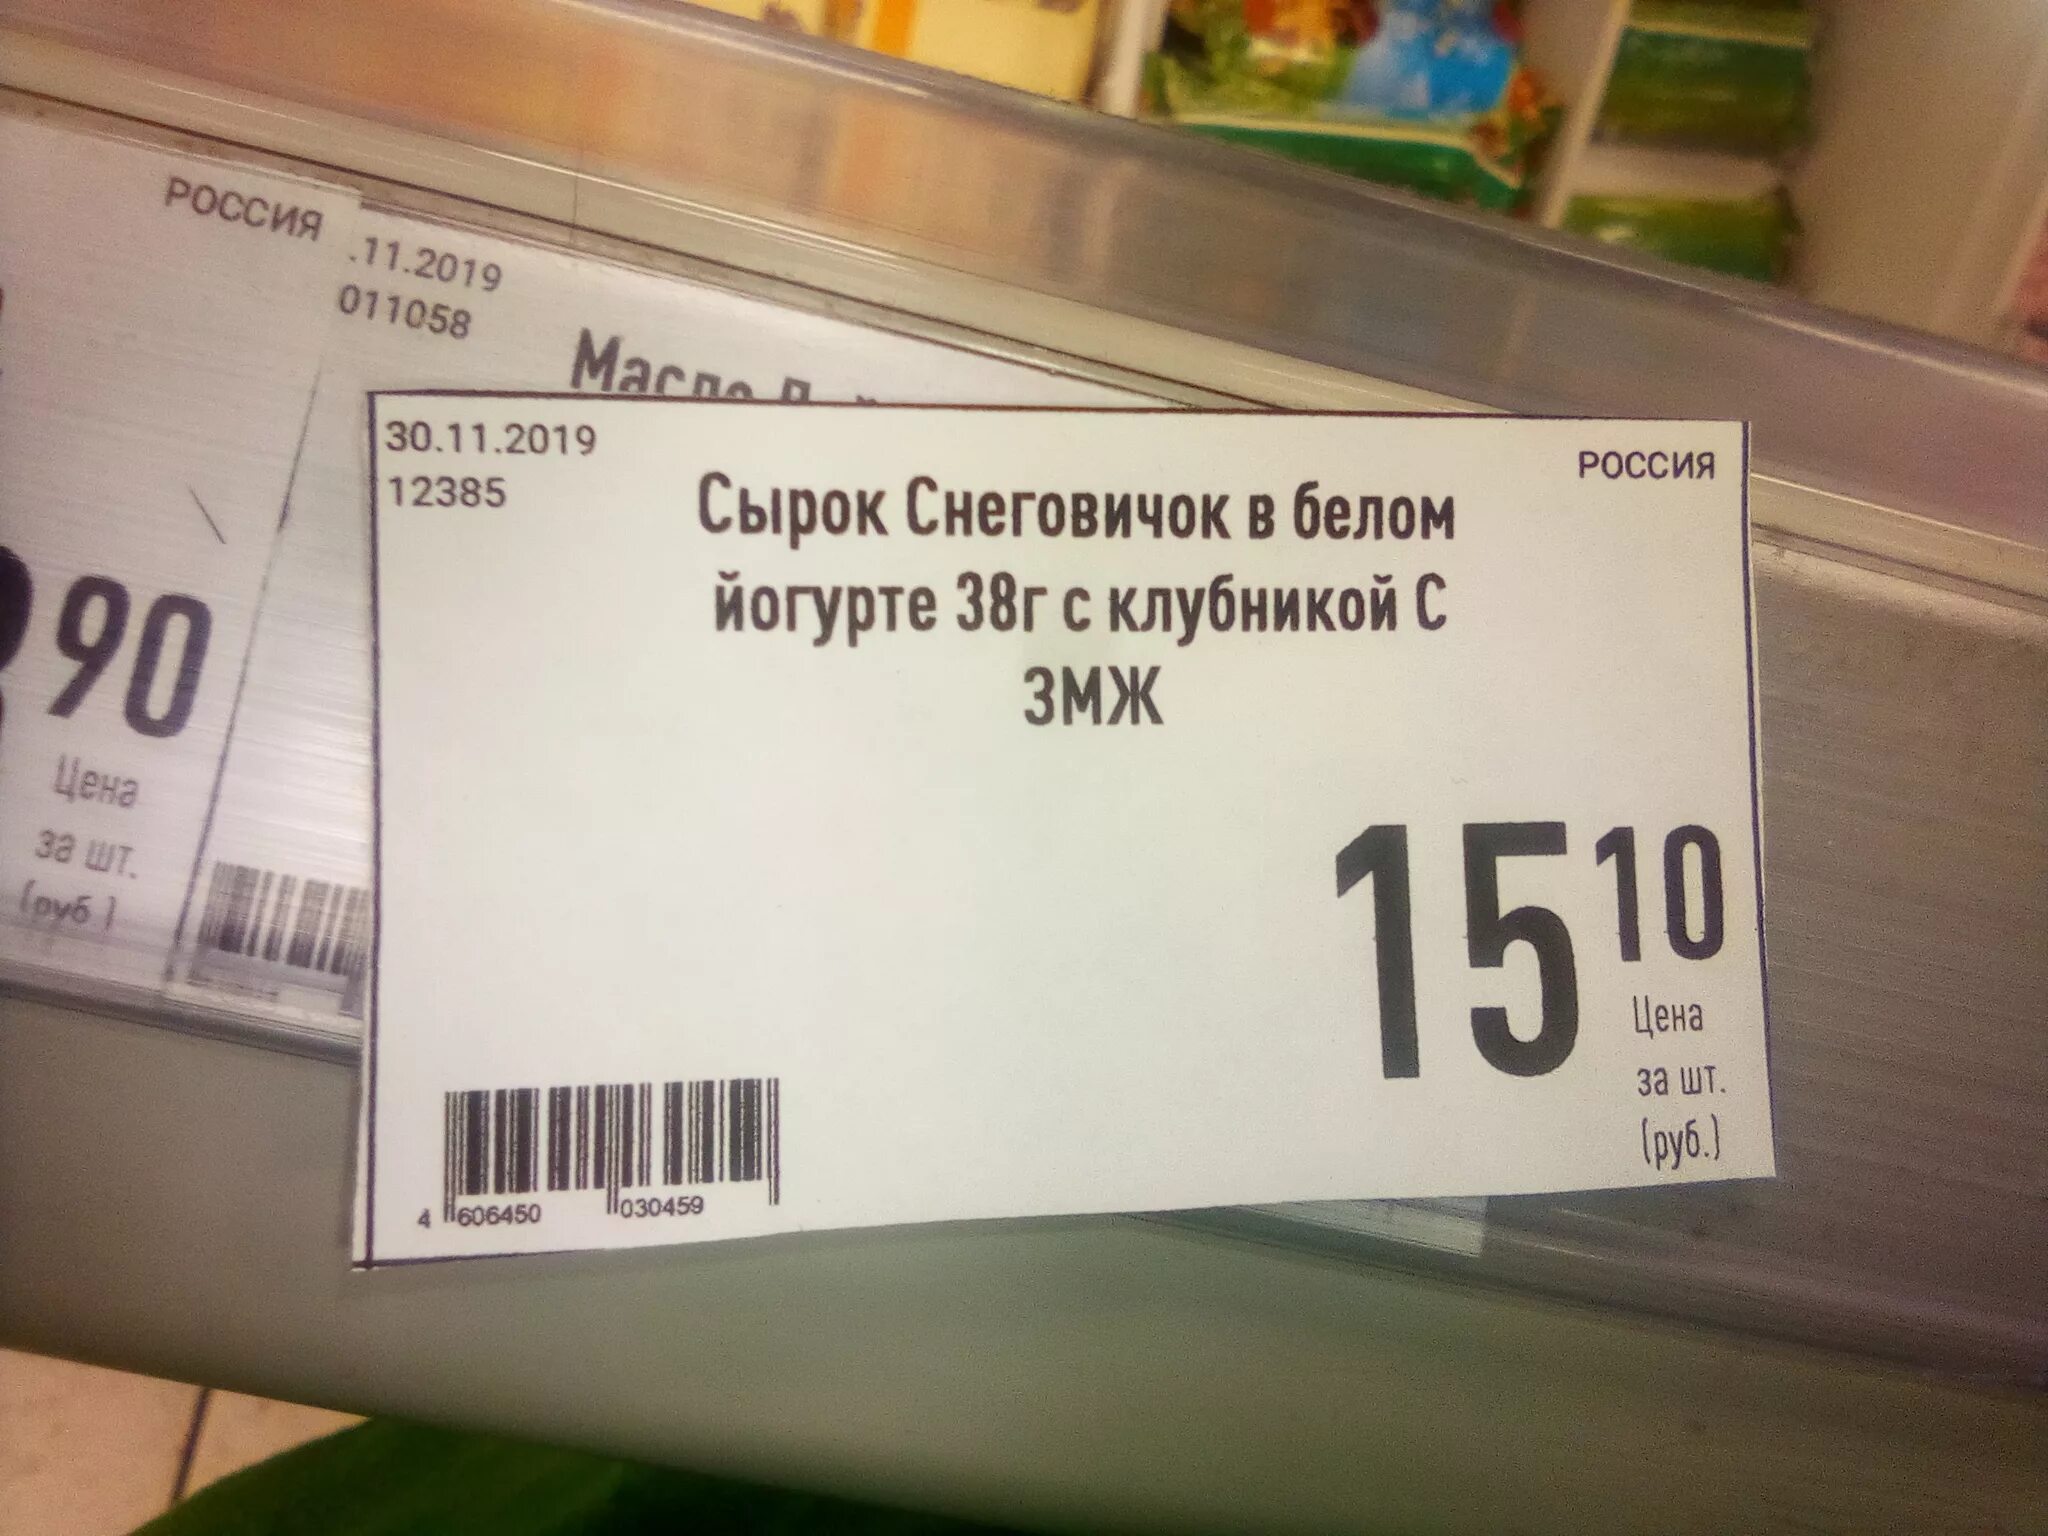 РОССИЯ
.11.2019
011058
Масло
90
Цена
за шт.
(руб.)
30.11.2019
12385
РОССИЯ
Сырок Снеговичок в белом
йогурте 38г с клубникой С
ЗМЖ
15 10
Цена
за шт.
(руб.)
4 606450 030459